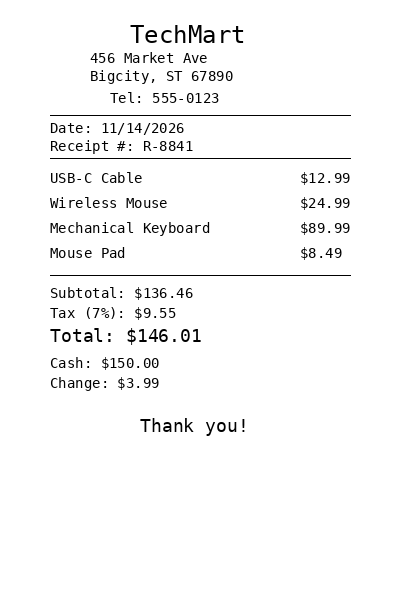 TechMart
456 Market Ave
Bigcity, ST 67890
Tel: 555-0123
Date: 11/14/2026
Receipt #: R-8841
USB-C Cable $12.99
Wireless Mouse $24.99
Mechanical Keyboard $89.99
Mouse Pad $8.49
Subtotal: $136.46
Tax (7%): $9.55
Total: $146.01
Cash: $150.00
Change: $3.99
Thank you!